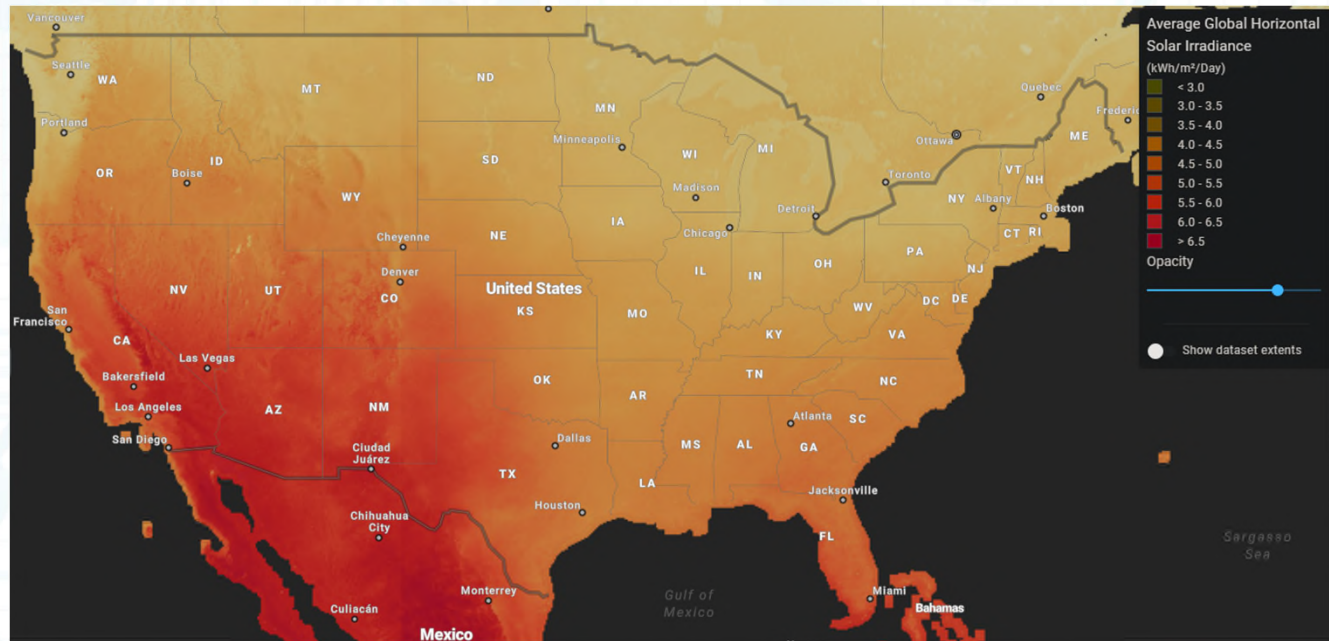 Vancouver
Seattle
WA
MT
ND
MN
Quebec
Frederic
Portland
Minneapolis
Ottawa
ME
OR
ID
Boise
SD
WI
MI
Toronto
VT
NH
WY
Madison
NY
Albany
Boston
IA
Detroit
Chicago
CT
RI
Cheyenne
NE
PA
NJ
Denver
CO
NV
UT
United States
KS
IL
IN
OH
WV
DC
DE
San
Francisco
MO
KY
VA
CA
Las Vegas
Bakersfield
OK
TN
NC
Los Angeles
AZ
NM
AR
SC
Atlanta
San Diego
Ciudad
Juárez
Dallas
MS
AL
GA
TX
LA
Houston
Jacksonville
Chihuahua
City
FL
Sargasso
Sea
Monterrey
Gulf of
Mexico
Miami
Bahamas
Culiacán
Mexico
Average Global Horizontal
Solar Irradiance
(kWh/m²/Day)
< 3.0
3.0 - 3.5
3.5 - 4.0
4.0 - 4.5
4.5 - 5.0
5.0 - 5.5
5.5 - 6.0
6.0 - 6.5
> 6.5
Opacity
Show dataset extents